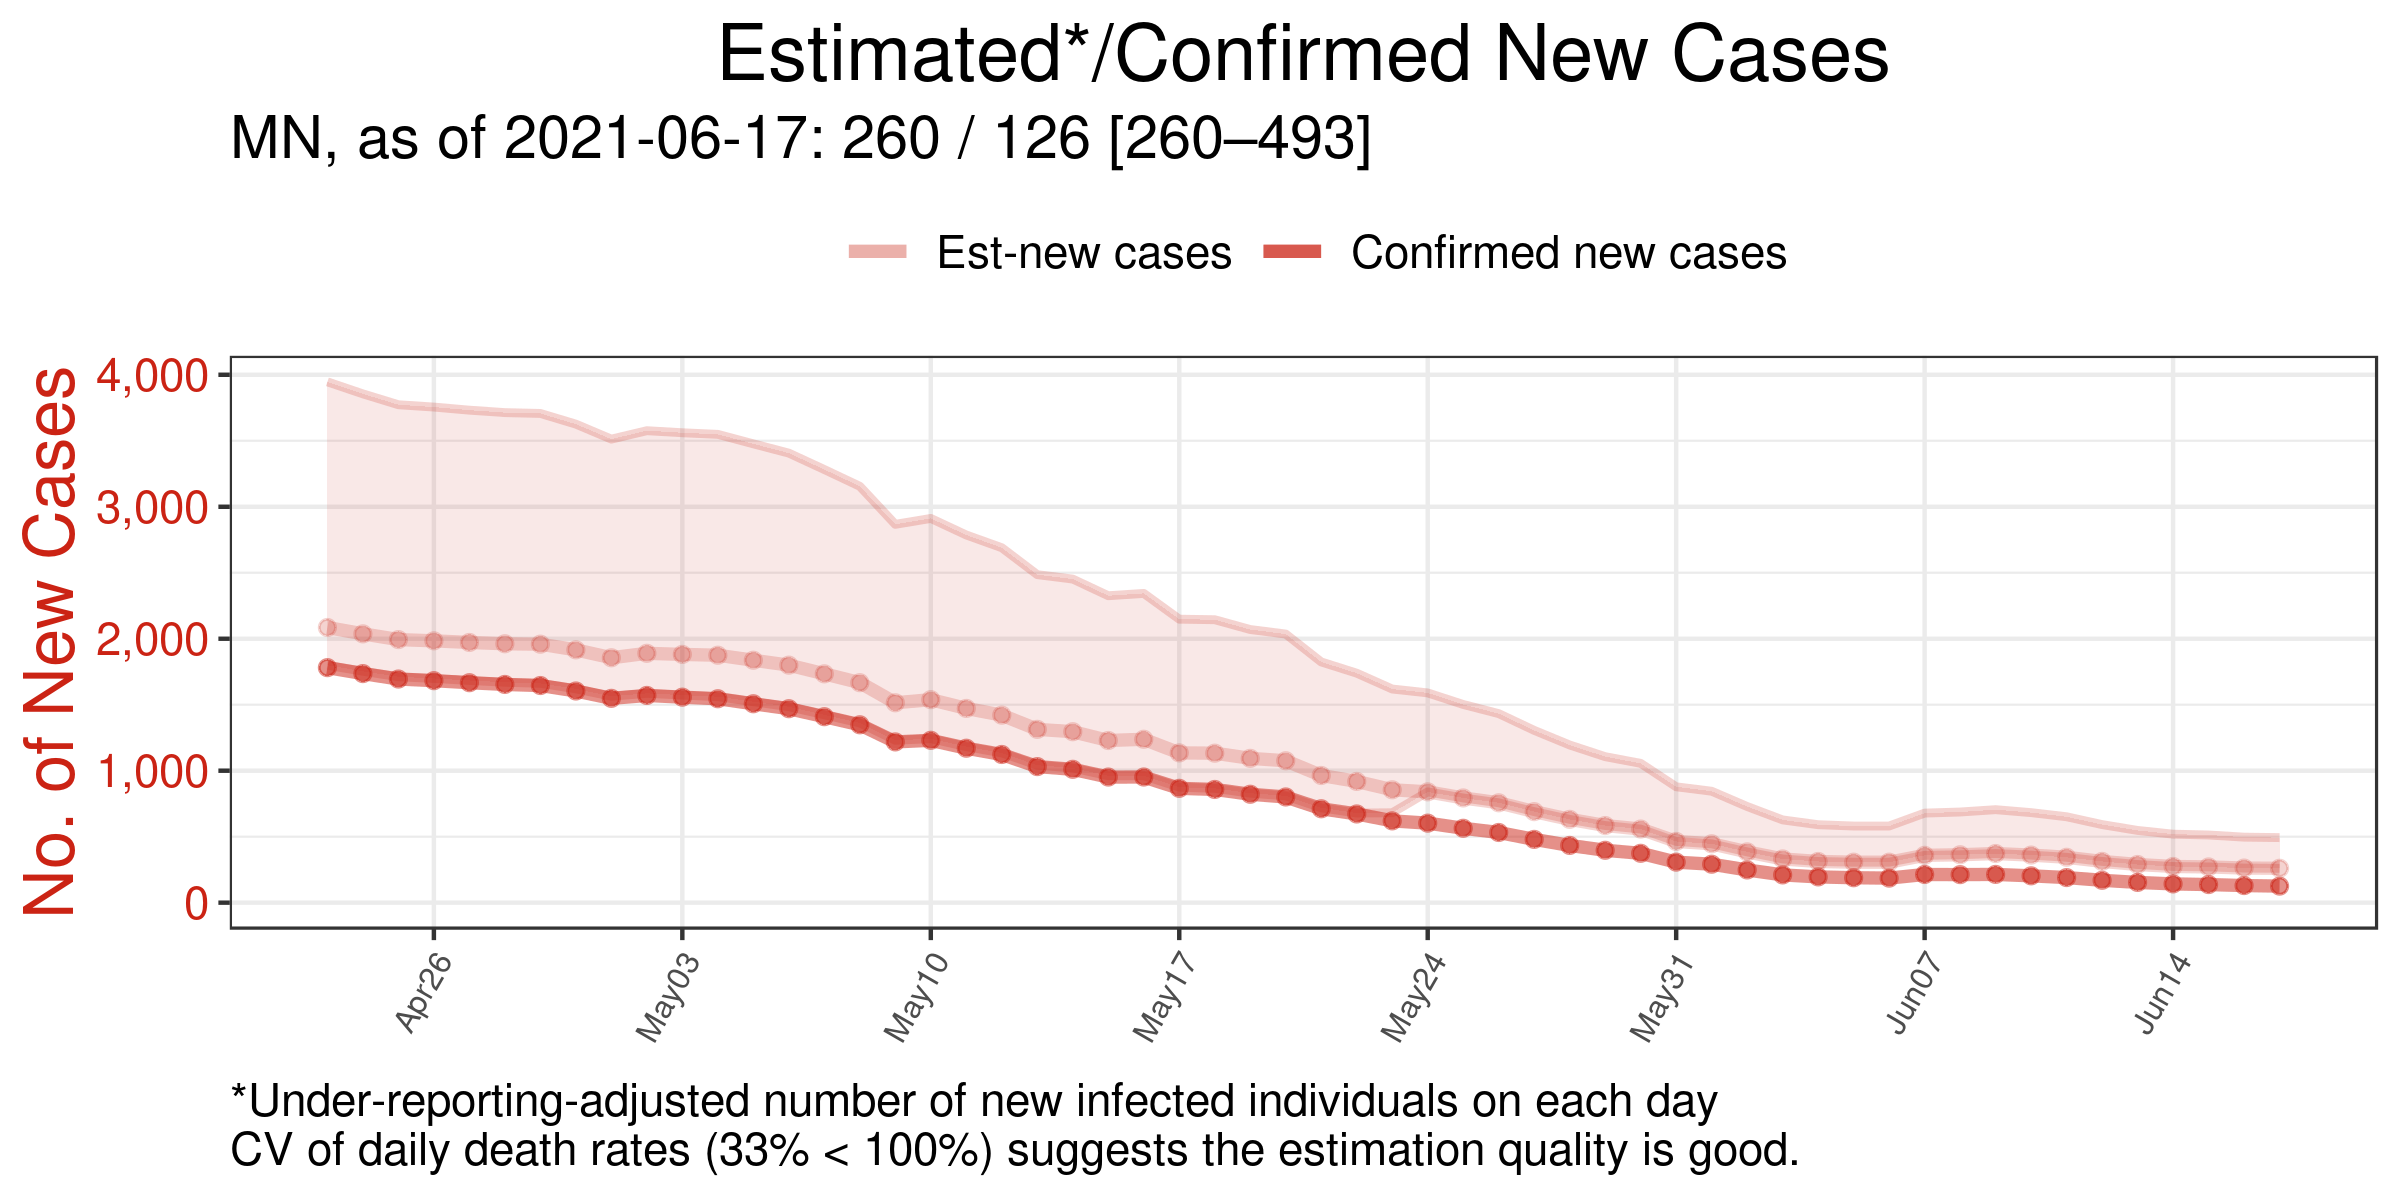 Estimated*/Confirmed New Cases
MN, as of 2021-06-17: 260 / 126 [260–493]
Est-new cases
Confirmed new cases
No. of New Cases
4,000
3,000
2,000
1,000
0
Apr26
May03
May10
May17
May24
May31
Jun07
Jun14
*Under-reporting-adjusted number of new infected individuals on each day
CV of daily death rates (33% < 100%) suggests the estimation quality is good.